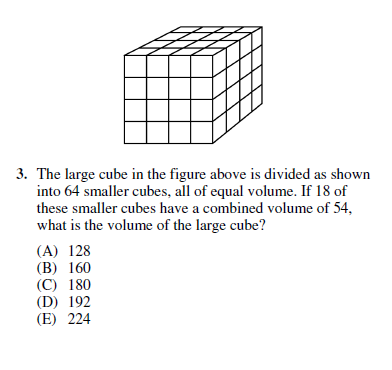 3. The large cube in the figure above is divided as shown
into 64 smaller cubes, all of equal volume. If 18 of
these smaller cubes have a combined volume of 54,
what is the volume of the large cube?
(A) 128
(B) 160
(C) 180
(D) 192
(E) 224